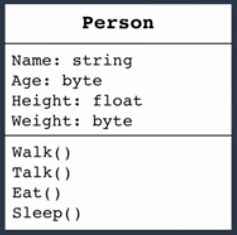 Person
Name: string
Age: byte
Height: float
Weight: byte
Walk()
Talk()
Eat()
Sleep()